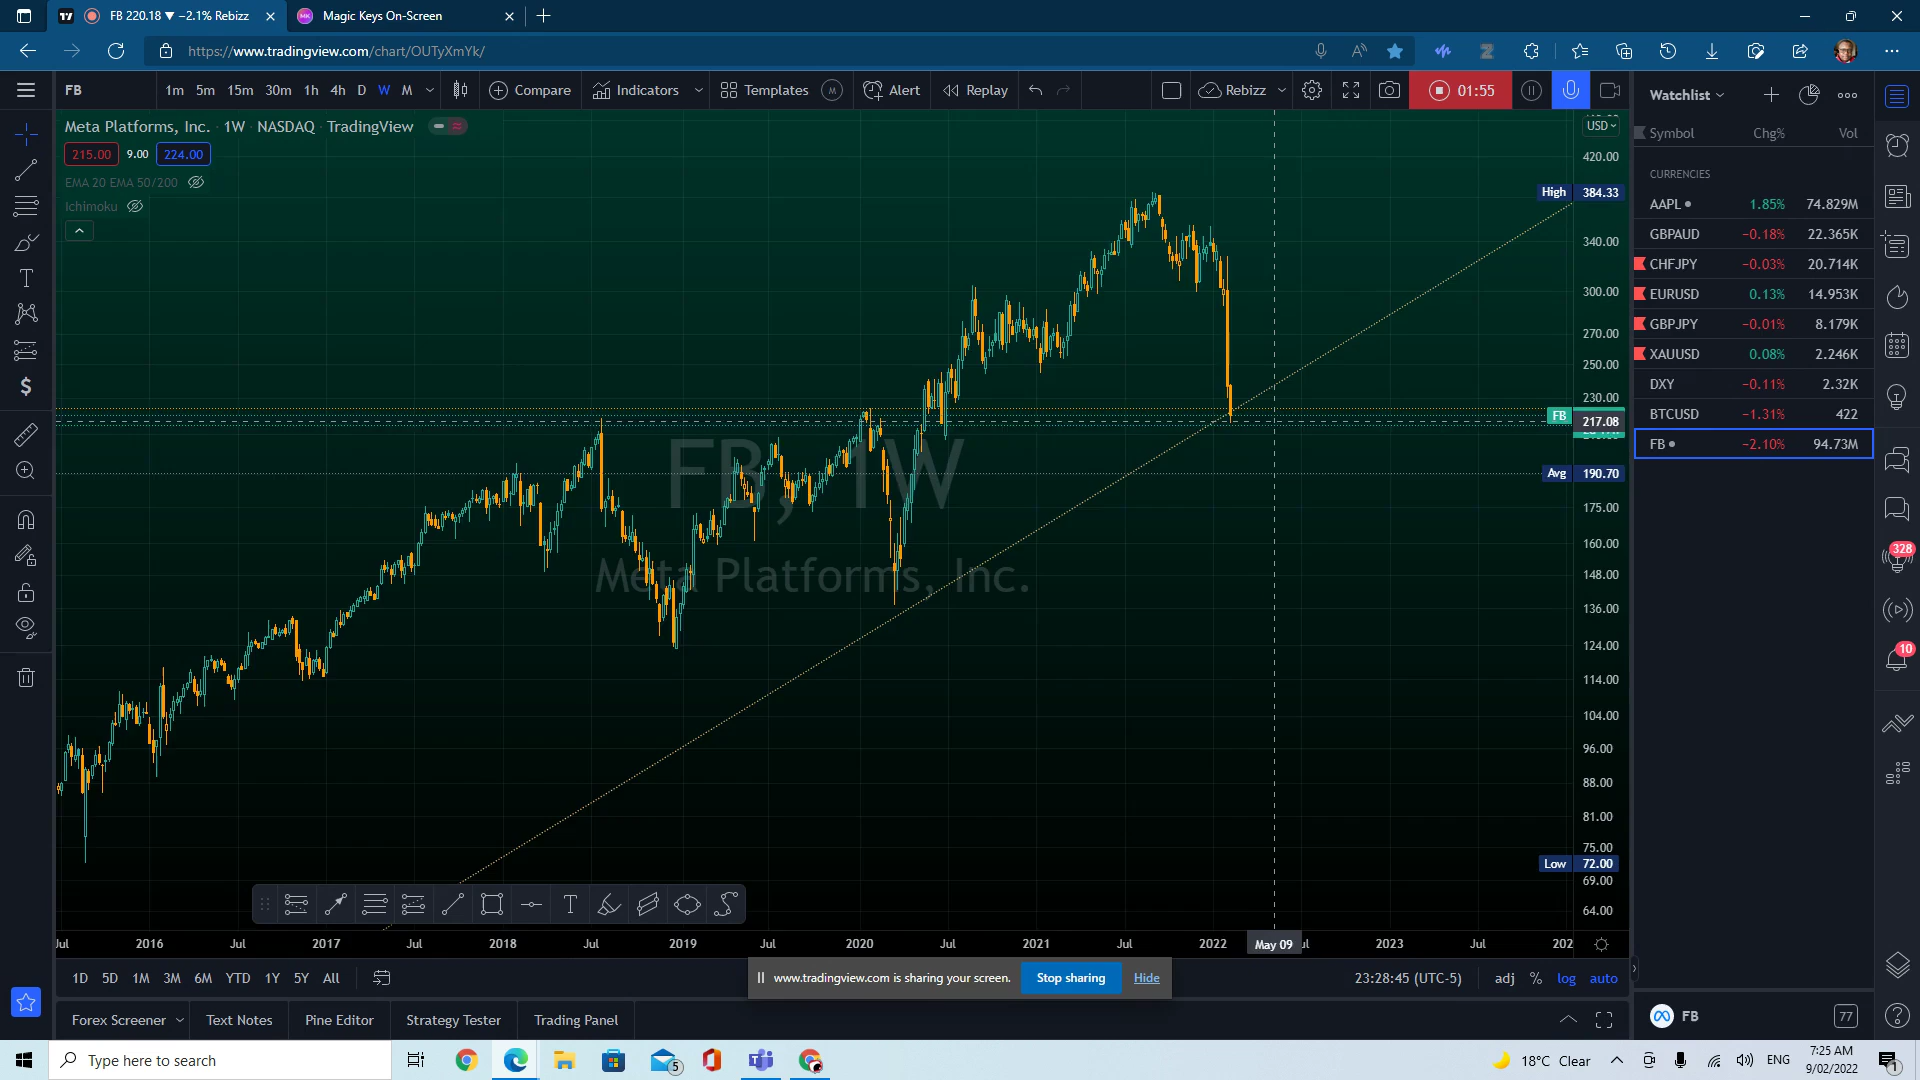 FB 220.18 ▼ −2.1% Rebizz
Magic Keys On-Screen
https://www.tradingview.com/chart/OUTyXmYk/
FB 1m 5m 15m 30m 1h 4h D W M Compare Indicators Templates M Alert Replay Rebizz 01:55
Watchlist
Meta Platforms, Inc. · 1W · NASDAQ · TradingView
USD
Symbol Chg% Vol
215.00 9.00 224.00
EMA 20 EMA 50/200
Ichimoku
CURRENCIES
AAPL 1.85% 74.829M
GBPAUD −0.18% 22.365K
CHFJPY −0.03% 20.714K
EURUSD 0.13% 14.953K
GBPJPY −0.01% 8.179K
XAUUSD 0.08% 2.246K
DXY −0.11% 2.32K
BTCUSD −1.31% 422
FB −2.10% 94.73M
420.00
High 384.33
340.00
300.00
270.00
250.00
230.00
FB 217.08
Avg 190.70
175.00
160.00
148.00
136.00
124.00
114.00
104.00
96.00
88.00
81.00
75.00
Low 72.00
69.00
64.00
FB, 1W
Meta Platforms, Inc.
328
10
Jul 2016 Jul 2017 Jul 2018 Jul 2019 Jul 2020 Jul 2021 Jul 2022 May 09 Jul 2023 Jul 202
1D 5D 1M 3M 6M YTD 1Y 5Y All
www.tradingview.com is sharing your screen. Stop sharing Hide
23:28:45 (UTC-5) adj % log auto
Forex Screener Text Notes Pine Editor Strategy Tester Trading Panel
FB 77
Type here to search
5
18°C Clear
ENG
7:25 AM
9/02/2022
1